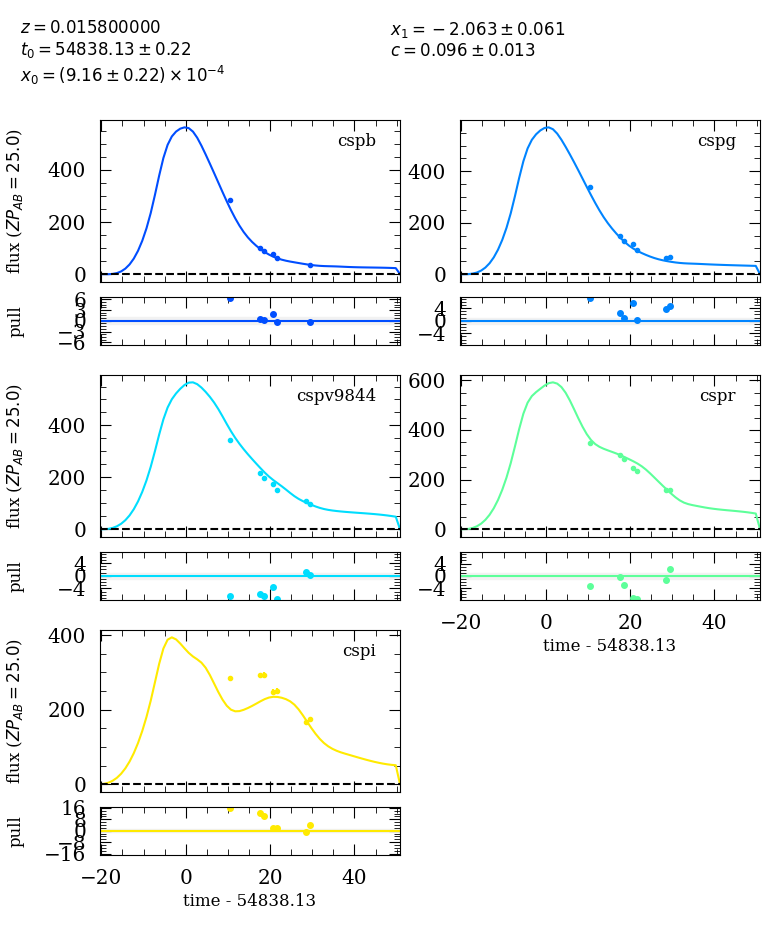 z = 0.015800000
t₀ = 54838.13 ± 0.22
x₀ = (9.16 ± 0.22) × 10⁻⁴
x₁ = −2.063 ± 0.061
c = 0.096 ± 0.013
flux (ZP_AB = 25.0)
cspb
400
200
0
cspg
400
200
0
pull
6
3
0
−3
−6
4
0
−4
flux (ZP_AB = 25.0)
cspv9844
400
200
0
cspr
600
400
200
0
pull
4
0
−4
4
0
−4
−20 0 20 40
time - 54838.13
flux (ZP_AB = 25.0)
cspi
400
200
0
pull
16
8
0
−8
−16
−20 0 20 40
time - 54838.13